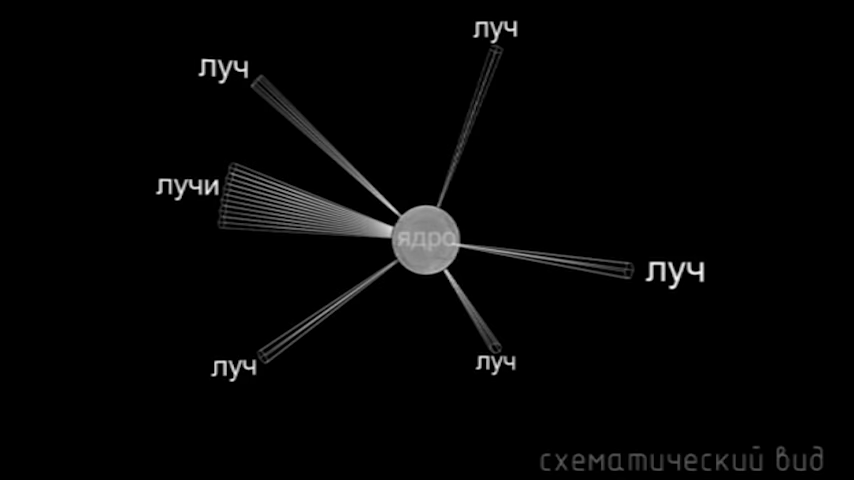 луч
луч
лучи
ядро
луч
луч
луч
схематический вид